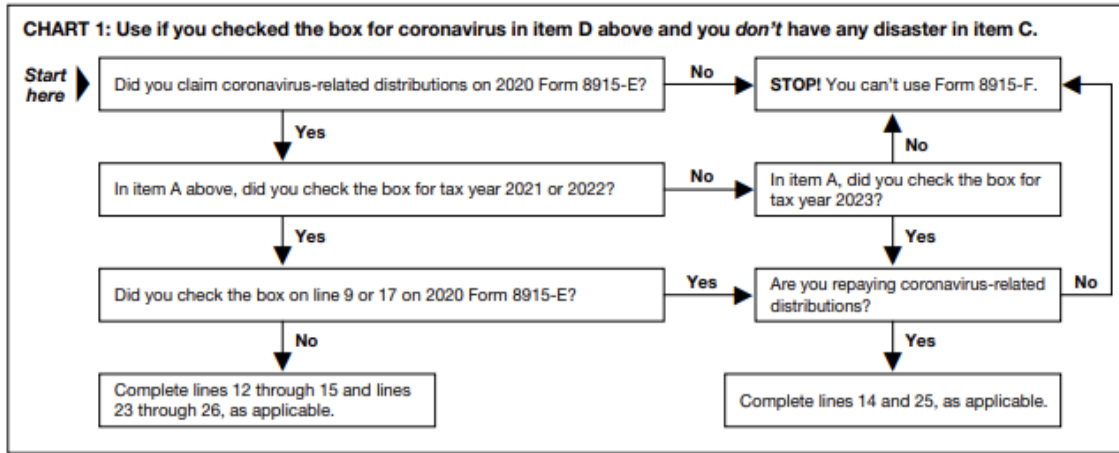 CHART 1: Use if you checked the box for coronavirus in item D above and you don't have any disaster in item C.
Start
here
Did you claim coronavirus-related distributions on 2020 Form 8915-E?
No
STOP! You can't use Form 8915-F.
Yes
No
In item A above, did you check the box for tax year 2021 or 2022?
No
In item A, did you check the box for
tax year 2023?
Yes
Yes
Did you check the box on line 9 or 17 on 2020 Form 8915-E?
Yes
Are you repaying coronavirus-related
distributions?
No
No
Yes
Complete lines 12 through 15 and lines
23 through 26, as applicable.
Complete lines 14 and 25, as applicable.